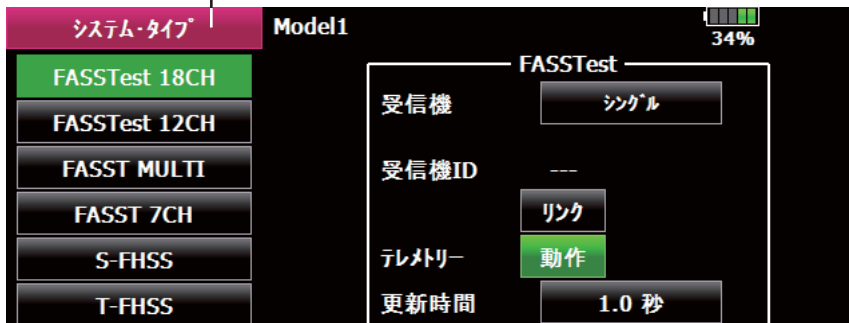 ｼｽﾃﾑ･ﾀｲﾌﾟ
Model1
34%
FASSTest 18CH
FASSTest 12CH
FASST MULTI
FASST 7CH
S-FHSS
T-FHSS
FASSTest
受信機 ｼﾝｸﾞﾙ
受信機ID ---
ﾘﾝｸ
ﾃﾚﾒﾄﾘｰ 動作
更新時間 1.0 秒